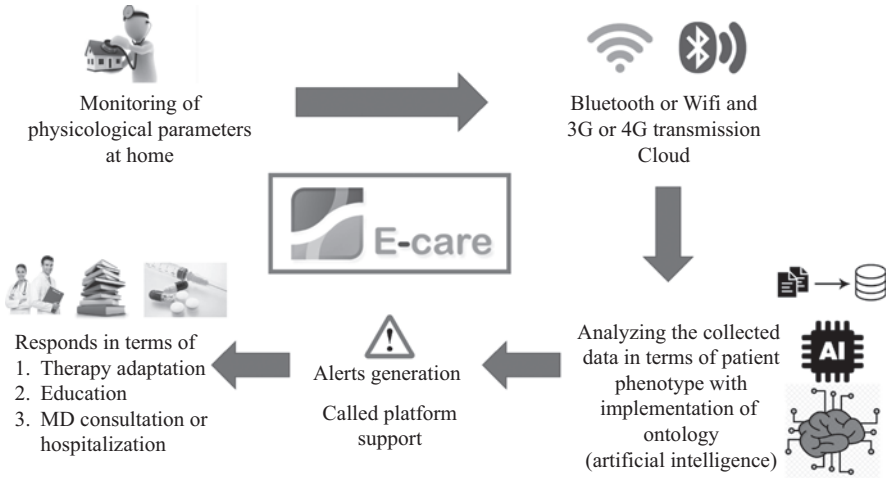 Monitoring of
physicological parameters
at home
Bluetooth or Wifi and
3G or 4G transmission
Cloud
E-care
Analyzing the collected
data in terms of patient
phenotype with
implementation of
ontology
(artificial intelligence)
AI
Alerts generation
Called platform
support
Responds in terms of
1. Therapy adaptation
2. Education
3. MD consultation or
hospitalization